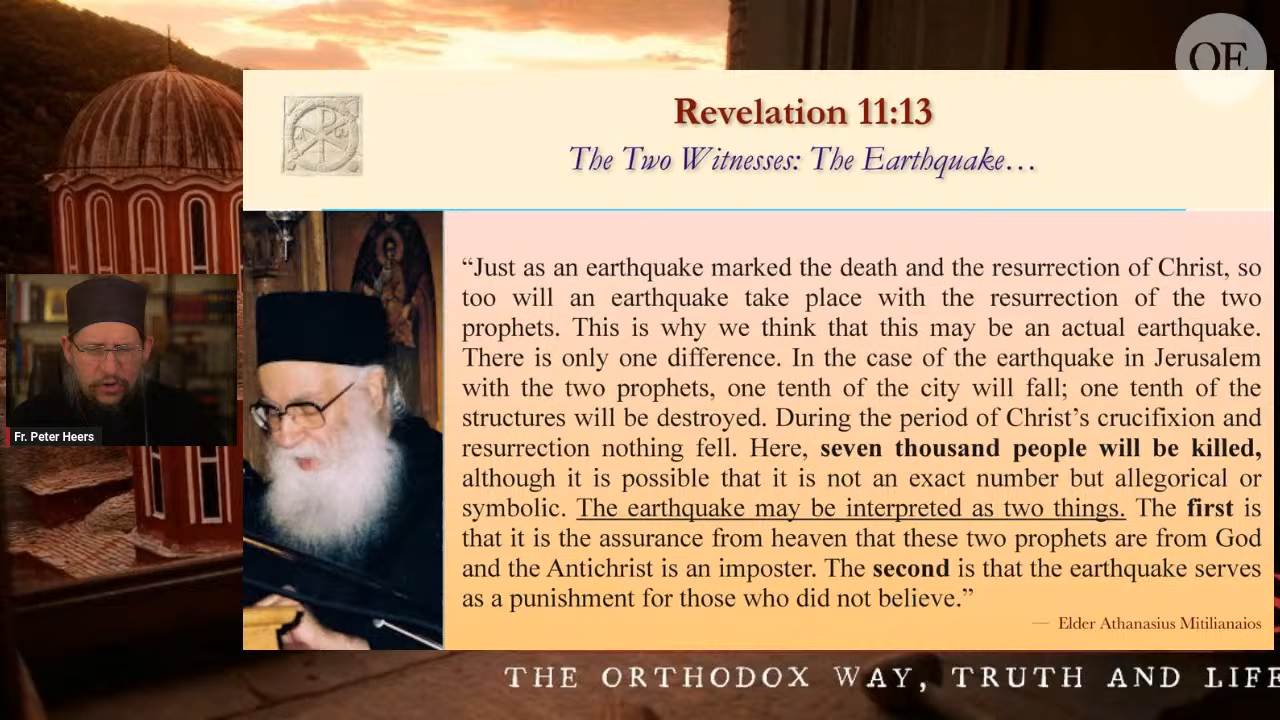 OE
Revelation 11:13
The Two Witnesses: The Earthquake…
“Just as an earthquake marked the death and the resurrection of Christ, so
too will an earthquake take place with the resurrection of the two
prophets. This is why we think that this may be an actual earthquake.
There is only one difference. In the case of the earthquake in Jerusalem
with the two prophets, one tenth of the city will fall; one tenth of the
structures will be destroyed. During the period of Christ’s crucifixion and
resurrection nothing fell. Here, seven thousand people will be killed,
although it is possible that it is not an exact number but allegorical or
symbolic. The earthquake may be interpreted as two things. The first is
that it is the assurance from heaven that these two prophets are from God
and the Antichrist is an imposter. The second is that the earthquake serves
as a punishment for those who did not believe.”
— Elder Athanasius Mitilianaios
Fr. Peter Heers
THE ORTHODOX WAY, TRUTH AND LIFE